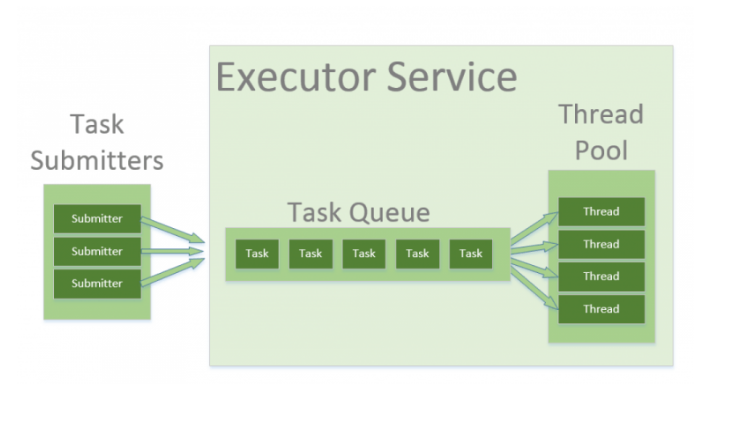 Executor Service
Task
Submitters
Submitter
Submitter
Submitter
Task Queue
Task Task Task Task Task
Thread
Pool
Thread
Thread
Thread
Thread